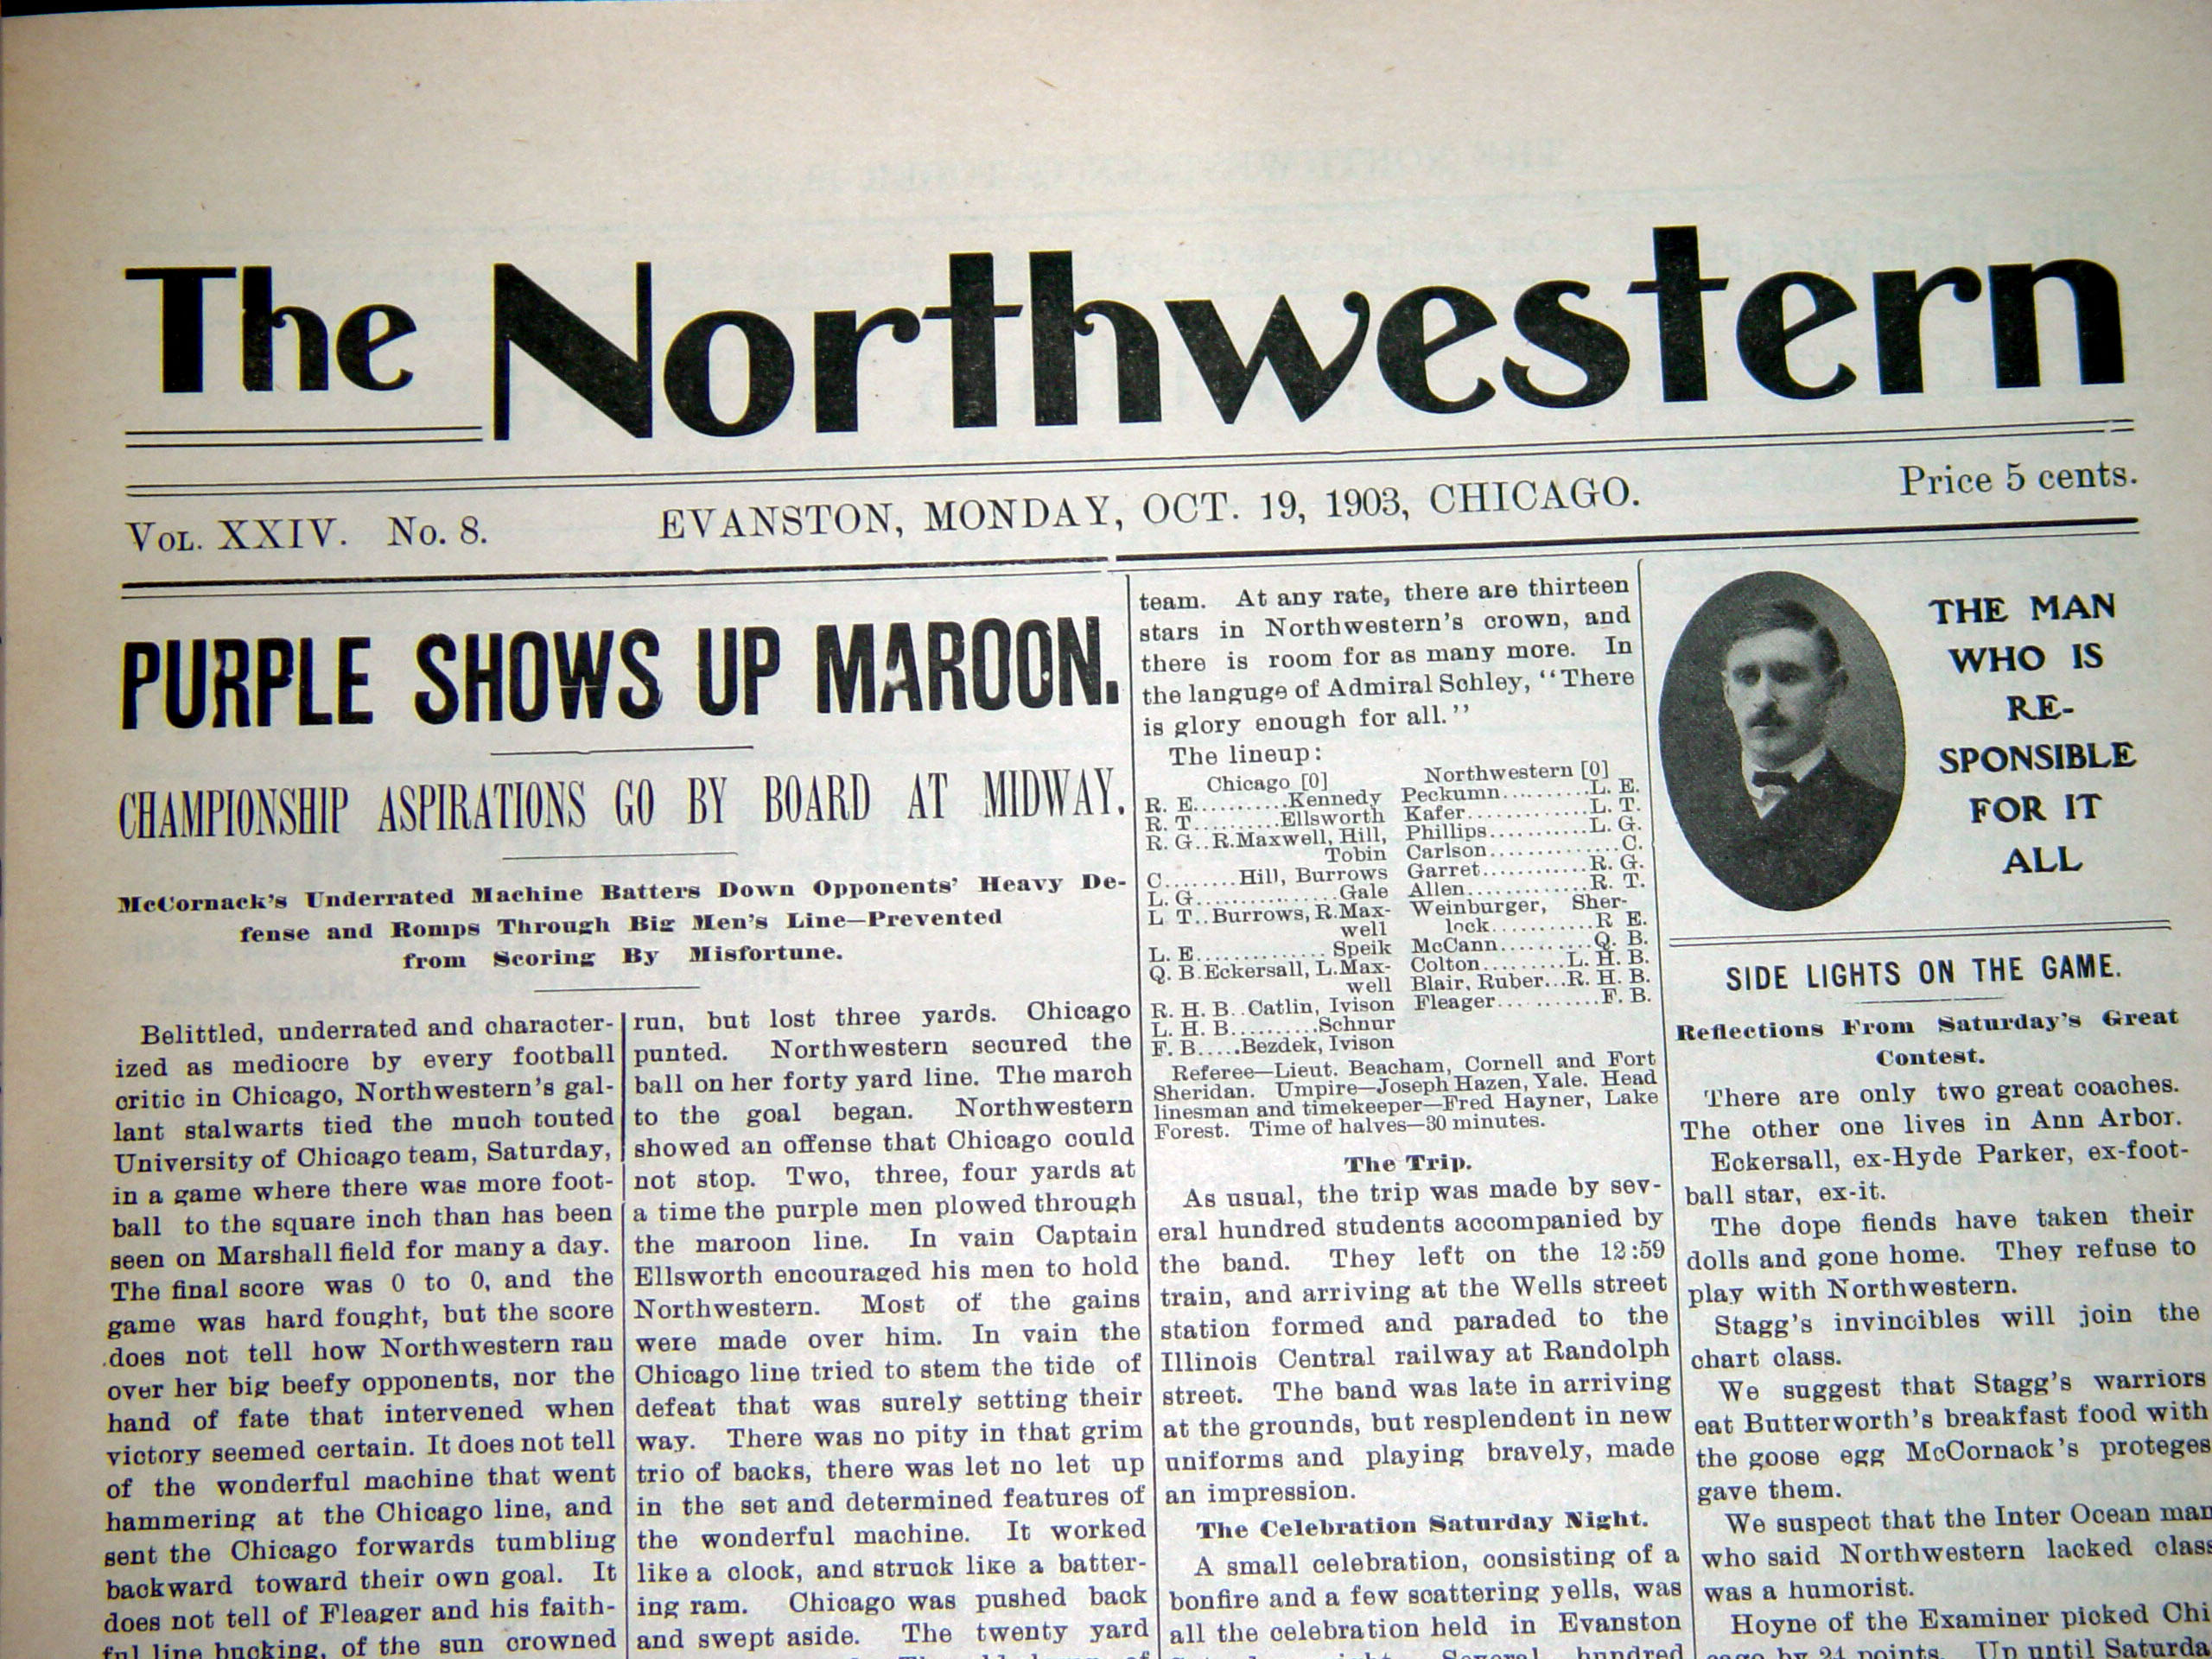 The Northwestern
VOL. XXIV. No. 8.
EVANSTON, MONDAY, OCT. 19, 1903, CHICAGO.
Price 5 cents.
PURPLE SHOWS UP MAROON.
CHAMPIONSHIP ASPIRATIONS GO BY BOARD AT MIDWAY.
McCornack's Underrated Machine Batters Down Opponents' Heavy De-
fense and Romps Through Big Men's Line—Prevented
from Scoring By Misfortune.
Belittled, underrated and character-
ized as mediocre by every football
critic in Chicago, Northwestern's gal-
lant stalwarts tied the much touted
University of Chicago team, Saturday,
in a game where there was more foot-
ball to the square inch than has been
seen on Marshall field for many a day.
The final score was 0 to 0, and the
game was hard fought, but the score
does not tell how Northwestern ran
over her big beefy opponents, nor the
hand of fate that intervened when
victory seemed certain. It does not tell
of the wonderful machine that went
hammering at the Chicago line, and
sent the Chicago forwards tumbling
backward toward their own goal. It
does not tell of Fleager and his faith-
ful line bucking, of the sun crowned
run, but lost three yards. Chicago
punted. Northwestern secured the
ball on her forty yard line. The march
to the goal began. Northwestern
showed an offense that Chicago could
not stop. Two, three, four yards at
a time the purple men plowed through
the maroon line. In vain Captain
Ellsworth encouraged his men to hold
Northwestern. Most of the gains
were made over him. In vain the
Chicago line tried to stem the tide of
defeat that was surely setting their
way. There was no pity in that grim
trio of backs, there was let no let up
in the set and determined features of
the wonderful machine. It worked
like a clock, and struck like a batter-
ing ram. Chicago was pushed back
and swept aside. The twenty yard
team. At any rate, there are thirteen
stars in Northwestern's crown, and
there is room for as many more. In
the languge of Admiral Schley, "There
is glory enough for all."
The lineup:
Chicago [0] Northwestern [0]
R. E...........Kennedy Peckumn..........L. E.
R. T..........Ellsworth Kafer.............L. T.
R. G..R.Maxwell, Hill, Phillips...........L. G.
Tobin Carlson..............C.
C........Hill, Burrows Garret............R. G.
L. G................Gale Allen.............R. T.
L T..Burrows, R.Max- Weinburger, Sher-
well lock...........R E.
L. E..............Speik McCann..........Q. B.
Q. B.Eckersall, L.Max- Colton.........L. H. B.
well Blair, Ruber...R. H. B.
R. H. B..Catlin, Ivison Fleager...........F. B.
L. H. B..........Schnur
F. B.....Bezdek, Ivison
Referee—Lieut. Beacham, Cornell and Fort
Sheridan. Umpire—Joseph Hazen, Yale. Head
linesman and timekeeper—Fred Hayner, Lake
Forest. Time of halves—30 minutes.
The Trip.
As usual, the trip was made by sev-
eral hundred students accompanied by
the band. They left on the 12:59
train, and arriving at the Wells street
station formed and paraded to the
Illinois Central railway at Randolph
street. The band was late in arriving
at the grounds, but resplendent in new
uniforms and playing bravely, made
an impression.
The Celebration Saturday Night.
A small celebration, consisting of a
bonfire and a few scattering yells, was
all the celebration held in Evanston
Several hundred
THE MAN
WHO IS
RE-
SPONSIBLE
FOR IT
ALL
SIDE LIGHTS ON THE GAME.
Reflections From Saturday's Great
Contest.
There are only two great coaches.
The other one lives in Ann Arbor.
Eckersall, ex-Hyde Parker, ex-foot-
ball star, ex-it.
The dope fiends have taken their
dolls and gone home. They refuse to
play with Northwestern.
Stagg's invincibles will join the
chart class.
We suggest that Stagg's warriors
eat Butterworth's breakfast food with
the goose egg McCornack's proteges
gave them.
We suspect that the Inter Ocean man
who said Northwestern lacked class
was a humorist.
Hoyne of the Examiner picked Chi
cago by 24 points. Up until Saturda